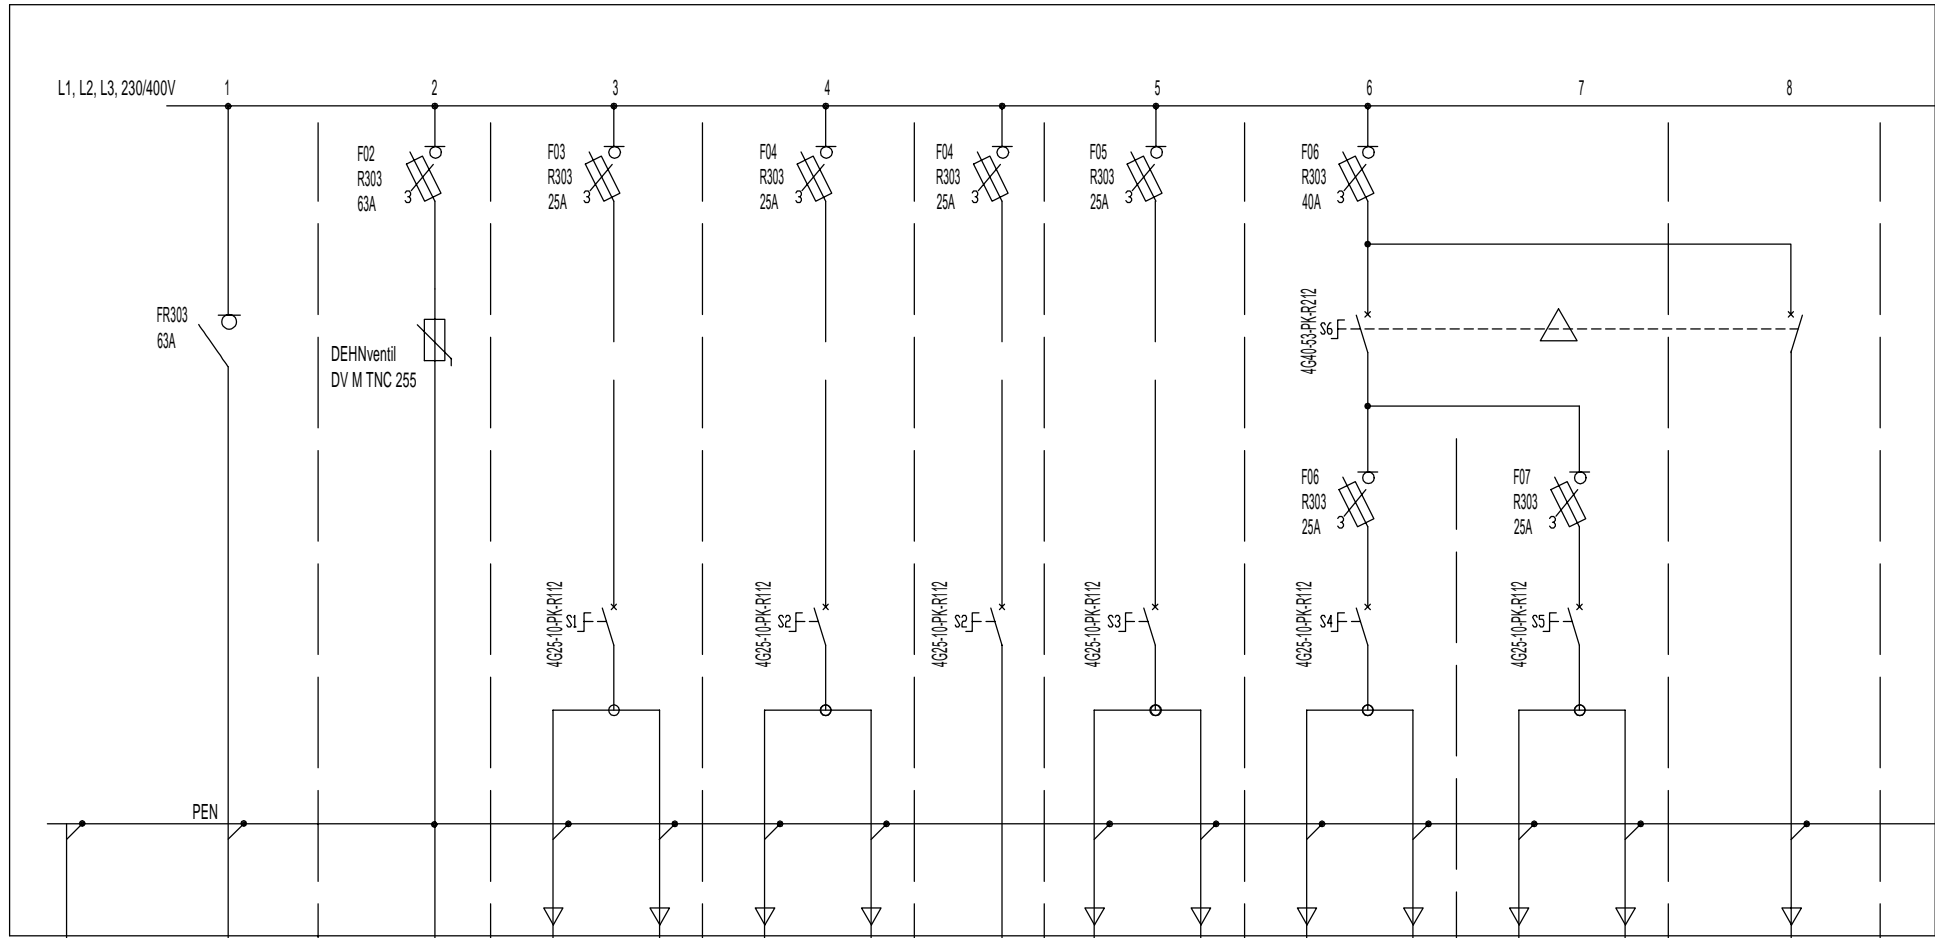 L1, L2, L3, 230/400V
1
2
3
4
5
6
7
8
F02
R303
63A
3
F03
R303
25A
3
F04
R303
25A
3
F04
R303
25A
3
F05
R303
25A
3
F06
R303
40A
3
FR303
63A
DEHNventil
DV M TNC 255
4G40-53-PK-R212
S6
F06
R303
25A
3
F07
R303
25A
3
4G25-10-PK-R112
S1
4G25-10-PK-R112
S2
4G25-10-PK-R112
S2
4G25-10-PK-R112
S3
4G25-10-PK-R112
S4
4G25-10-PK-R112
S5
PEN